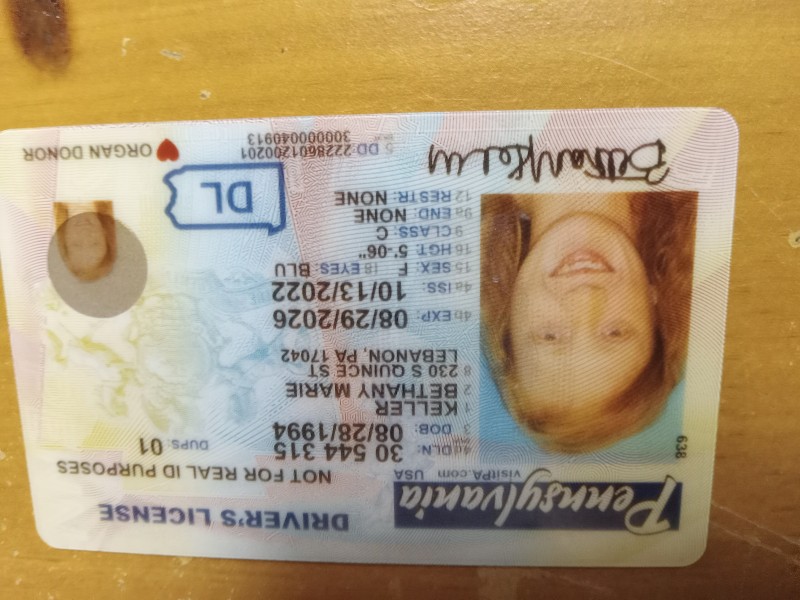 Pennsylvania
DRIVER'S LICENSE
visitPA.com USA
NOT FOR REAL ID PURPOSES
4d DLN: 30 544 315
DUPS: 01
3 DOB: 08/28/1994
1 KELLER
2 BETHANY MARIE
8 230 S QUINCE ST
LEBANON, PA 17042
4b EXP: 08/29/2026
4a ISS: 10/13/2022
15 SEX: F 18 EYES: BLU
16 HGT: 5'-06"
9 CLASS: C
9a END: NONE
12 RESTR: NONE
DL
5 DD: 2228601200201
300000040913
ORGAN DONOR
638